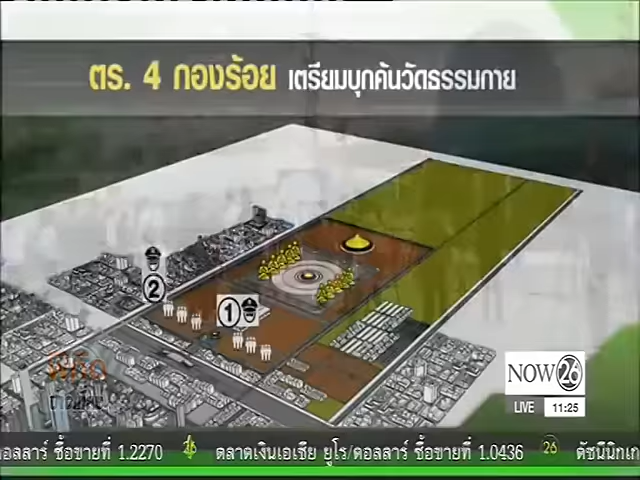 ตร. 4 กองร้อย เตรียมบุกค้นวัดธรรมกาย
2
1
NOW26
LIVE 11:25
อลลาร์ ซื้อขายที่ 1.2270 26 ตลาดเงินเอเชีย ยูโร/ดอลลาร์ ซื้อขายที่ 1.0436 26 ดัชนีนิกเก